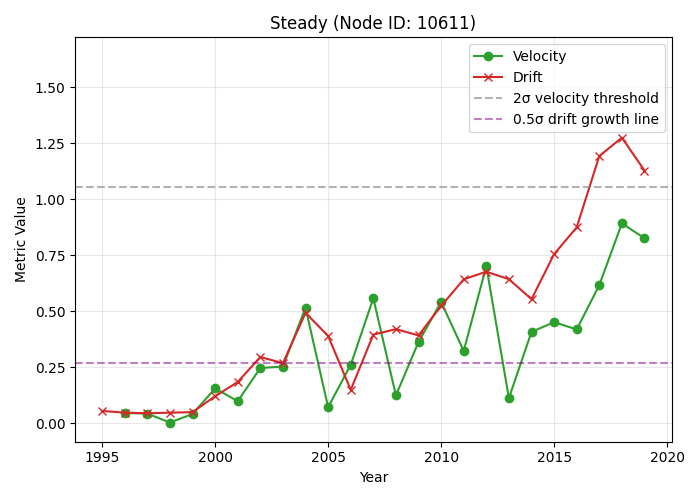 Steady (Node ID: 10611)
Velocity
Drift
2σ velocity threshold
0.5σ drift growth line
1.50
1.25
1.00
0.75
0.50
0.25
0.00
Metric Value
1995 2000 2005 2010 2015 2020
Year